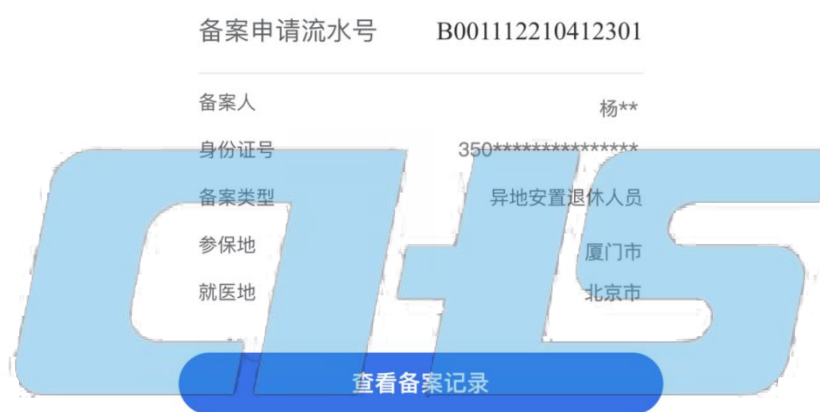 备案申请流水号 B001112210412301
备案人 杨**
身份证号 350***************
备案类型 异地安置退休人员
参保地 厦门市
就医地 北京市
查看备案记录